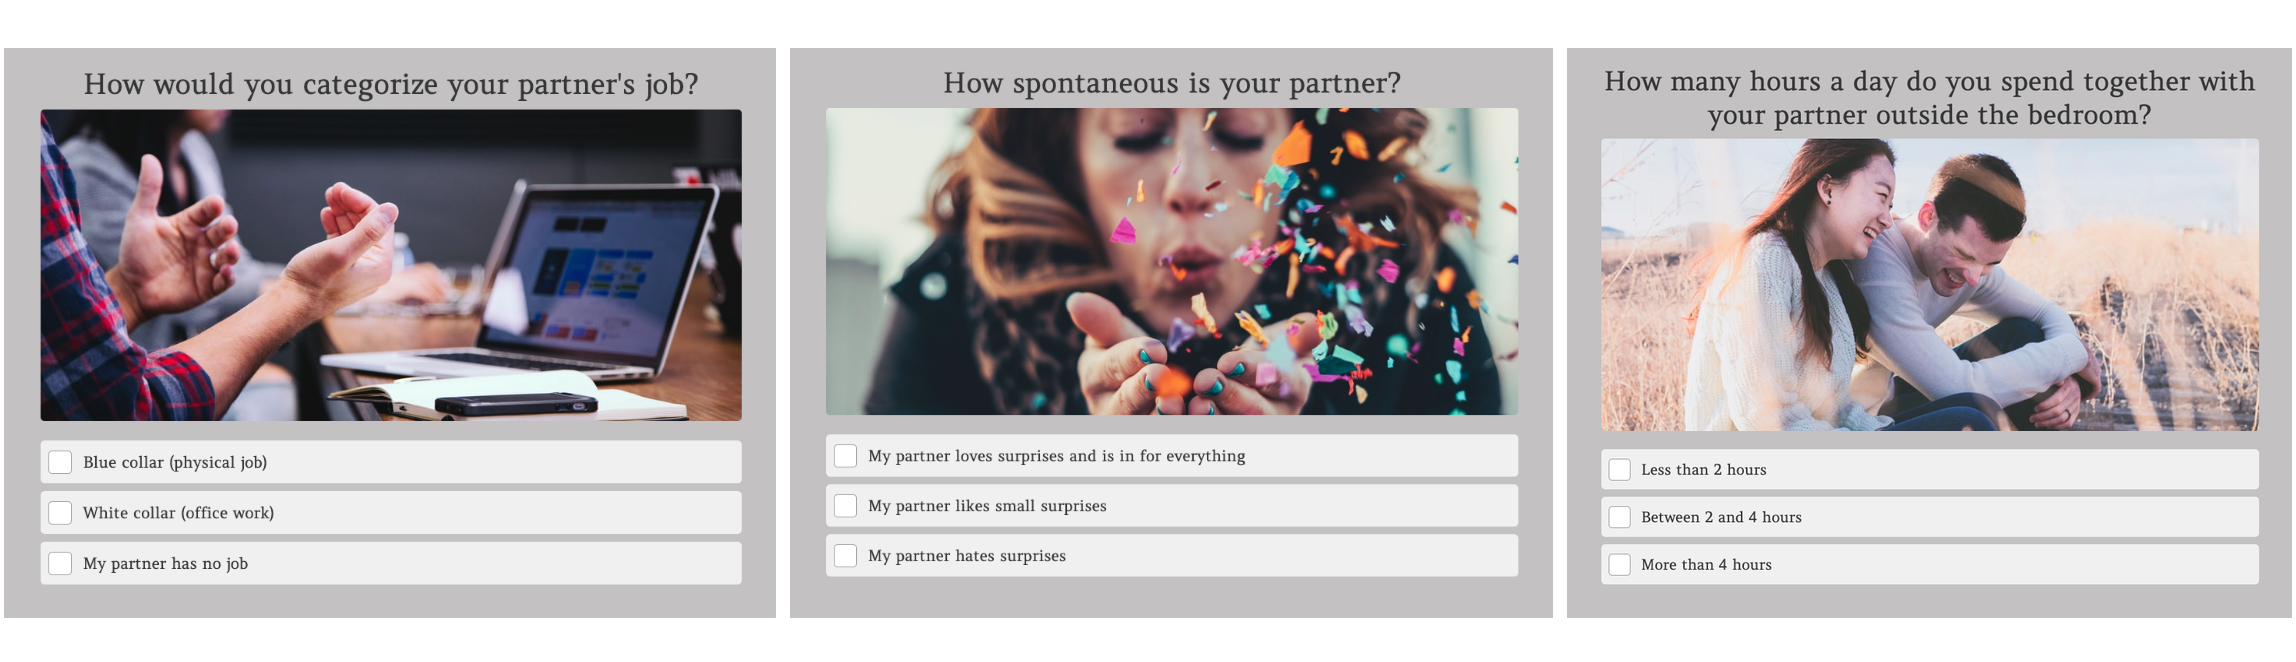 How would you categorize your partner's job?
Blue collar (physical job)
White collar (office work)
My partner has no job
How spontaneous is your partner?
My partner loves surprises and is in for everything
My partner likes small surprises
My partner hates surprises
How many hours a day do you spend together with
your partner outside the bedroom?
Less than 2 hours
Between 2 and 4 hours
More than 4 hours